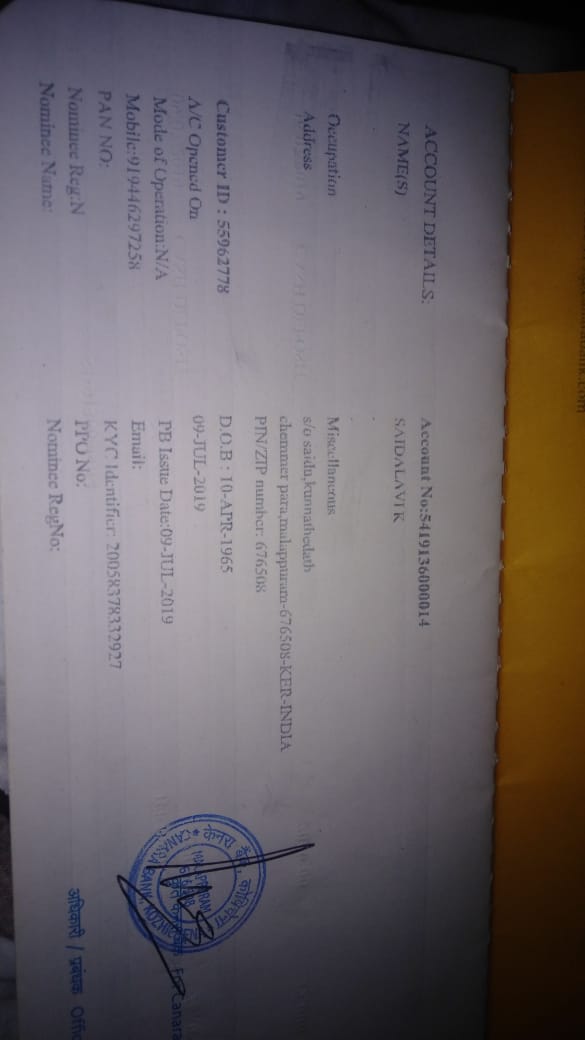 ACCOUNT DETAILS: Account No:5419136000014
NAME(S) SAIDALAVI K
Occupation Miscellaneous
Address s/o saidu,kunnathedath
chemmer para,malappuram-676508-KER-INDIA
PIN/ZIP number: 676508
Customer ID : 55962778 D.O.B : 10-APR-1965
A/C Opened On 09-JUL-2019
Mode of Operation:N/A PB Issue Date:09-JUL-2019
Mobile:919446297258 Email:
PAN NO: KYC Identifier: 20058378332927
Nominee Reg:N PPO No:
Nominee Name: Nominee RegNo:
केनरा बैंक,
CANARA BANK,
For Canara
अधिकारी / प्रबंधक